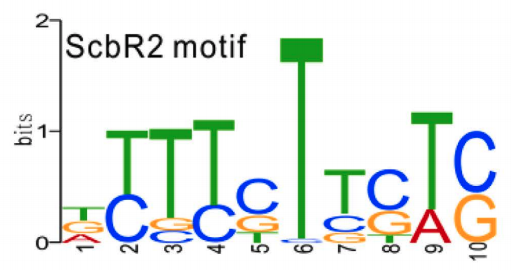 2
ScbR2 motif
bits
1
0
T T T T C T T C T C
G C G C G C C G A G
A C T G T
1 2 3 4 5 6 7 8 9 10